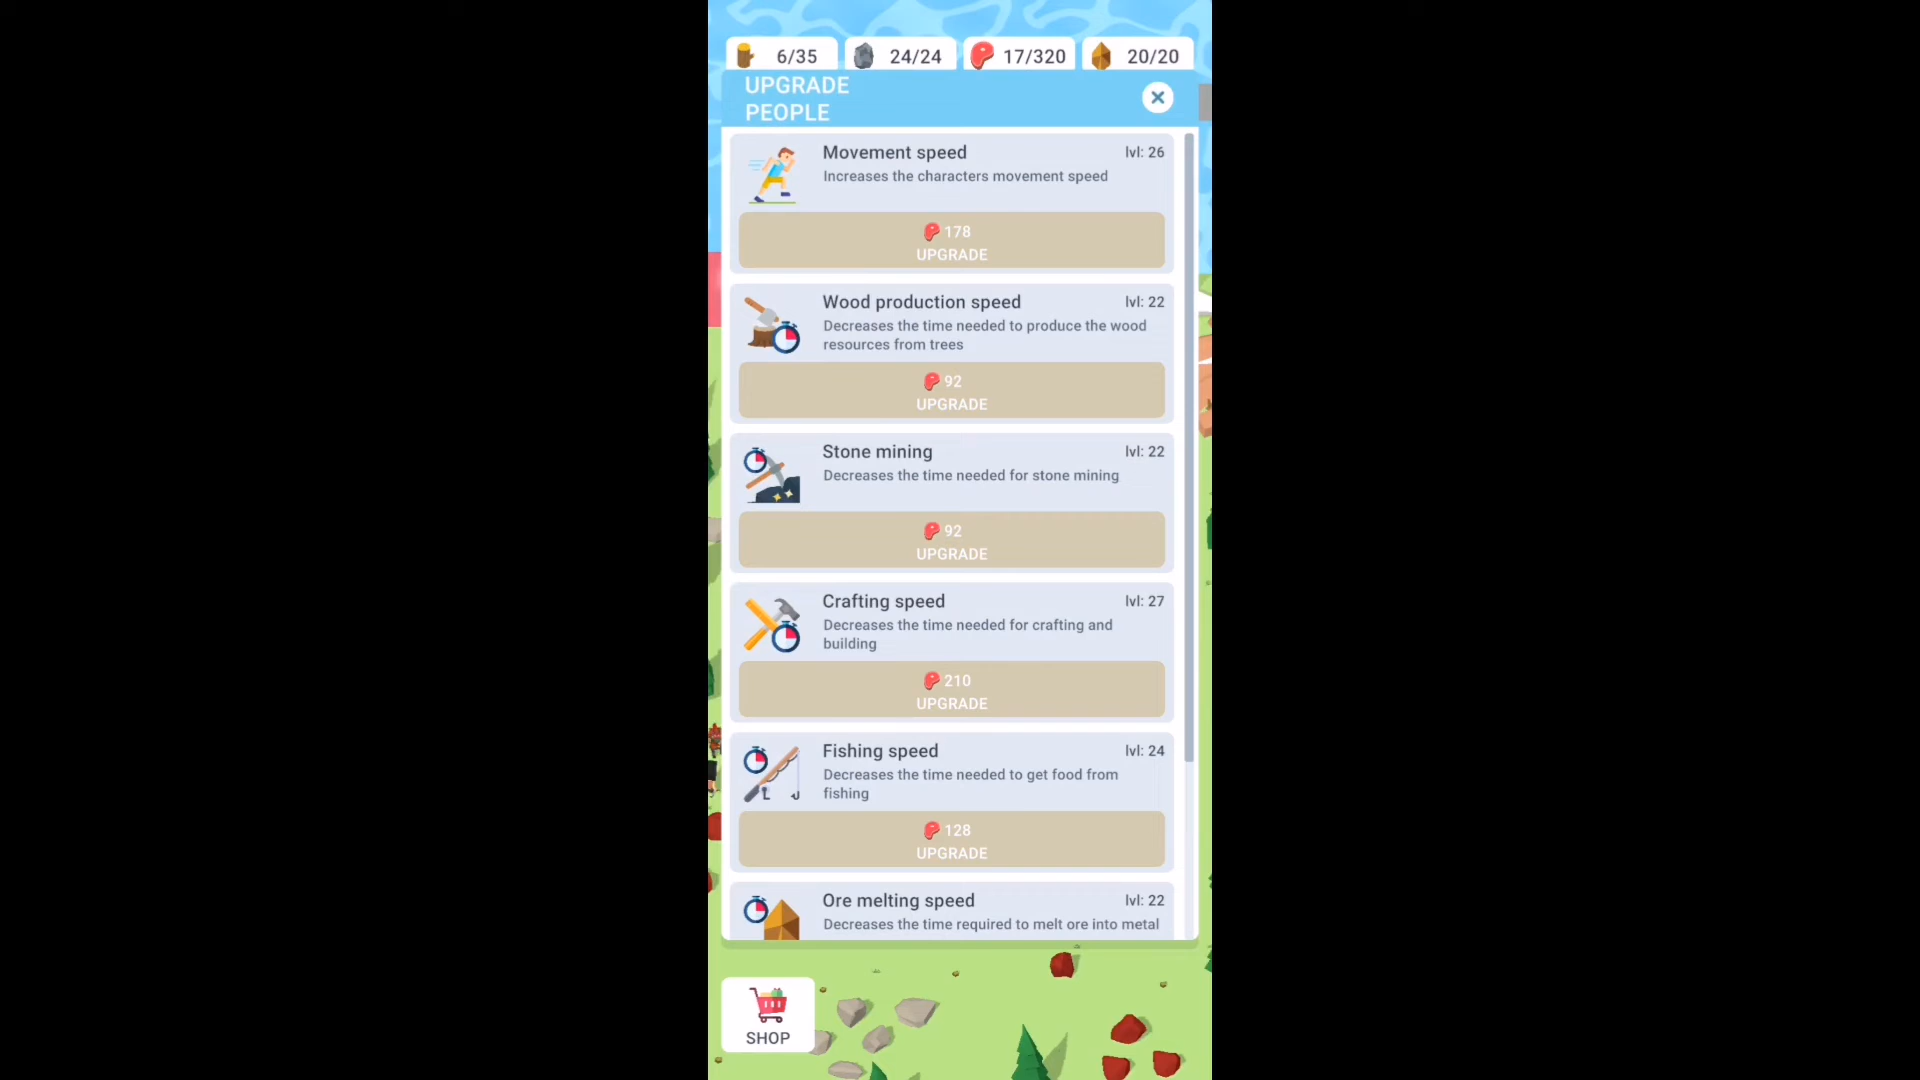 6/35 24/24 17/320 20/20
UPGRADE
PEOPLE
Movement speed lvl: 26
Increases the characters movement speed
178
UPGRADE
Wood production speed lvl: 22
Decreases the time needed to produce the wood
resources from trees
92
UPGRADE
Stone mining lvl: 22
Decreases the time needed for stone mining
92
UPGRADE
Crafting speed lvl: 27
Decreases the time needed for crafting and
building
210
UPGRADE
Fishing speed lvl: 24
Decreases the time needed to get food from
fishing
128
UPGRADE
Ore melting speed lvl: 22
Decreases the time required to melt ore into metal
SHOP